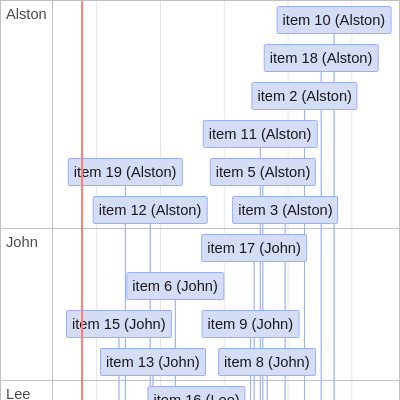 Alston
item 10 (Alston)
item 18 (Alston)
item 2 (Alston)
item 11 (Alston)
item 19 (Alston)
item 5 (Alston)
item 12 (Alston)
item 3 (Alston)
John
item 17 (John)
item 6 (John)
item 15 (John)
item 9 (John)
item 13 (John)
item 8 (John)
Lee
item 16 (Lee)